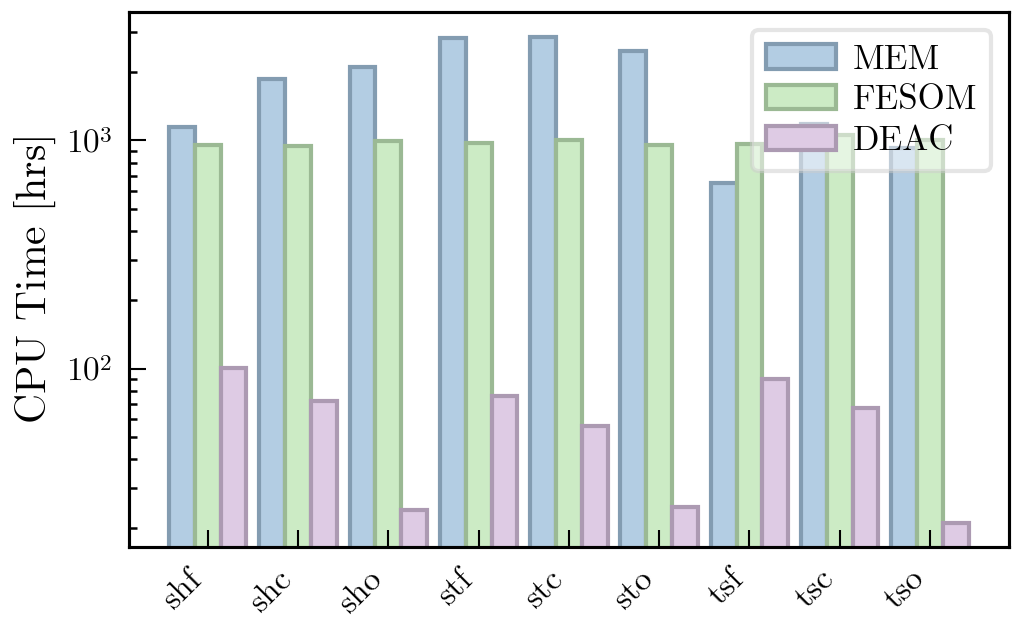 CPU Time [hrs]
10³
10²
MEM
FESOM
DEAC
shf
shc
sho
stf
stc
sto
tsf
tsc
tso